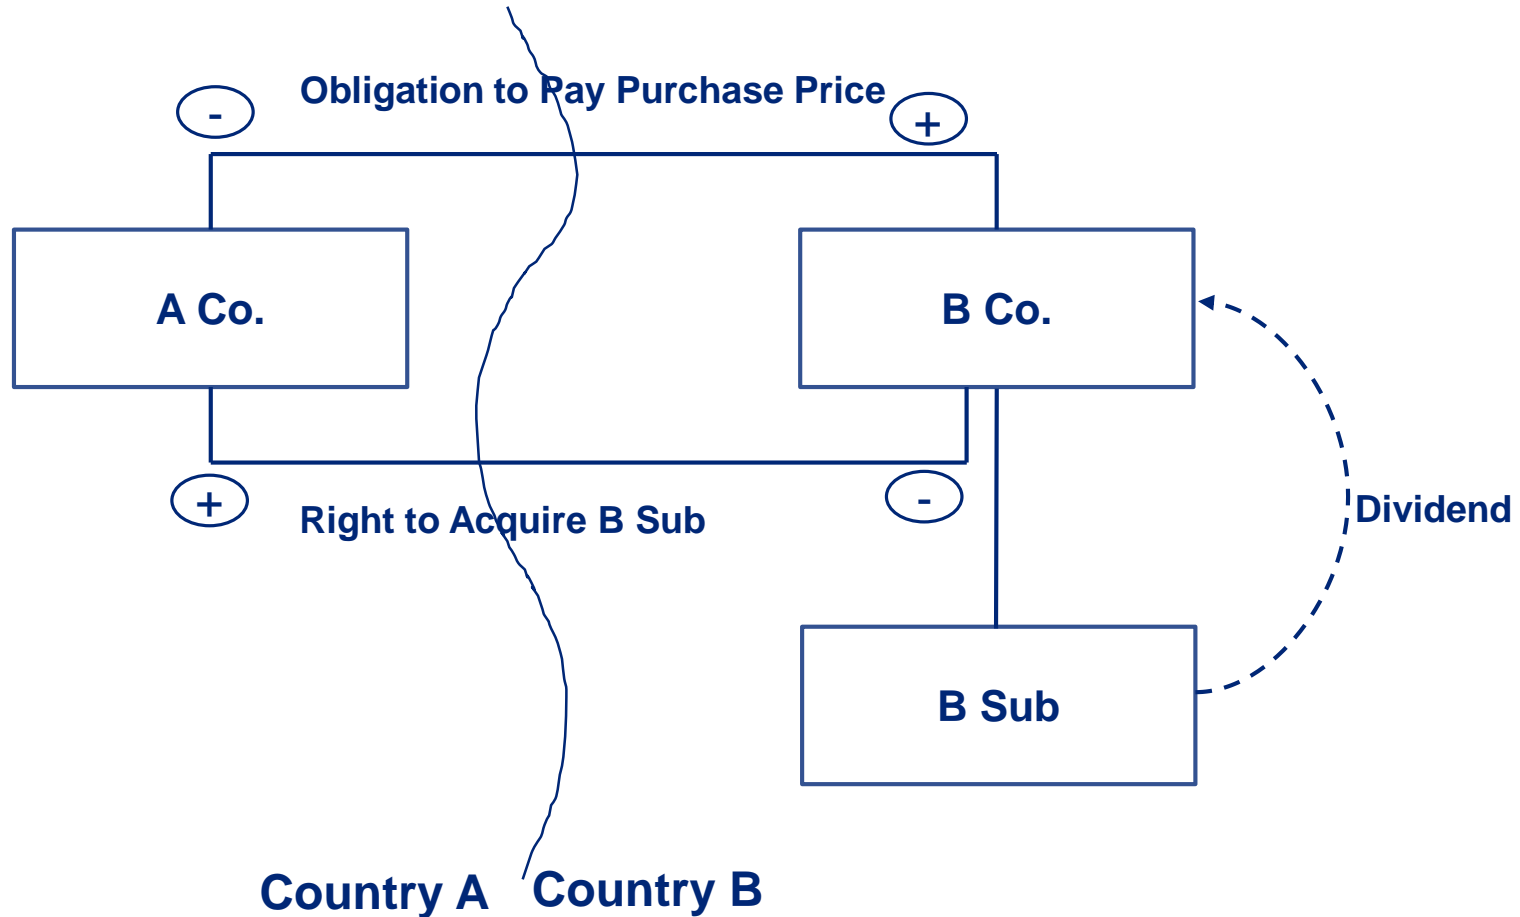 Obligation to Pay Purchase Price
-
+
A Co.
B Co.
+
-
Right to Acquire B Sub
Dividend
B Sub
Country A
Country B